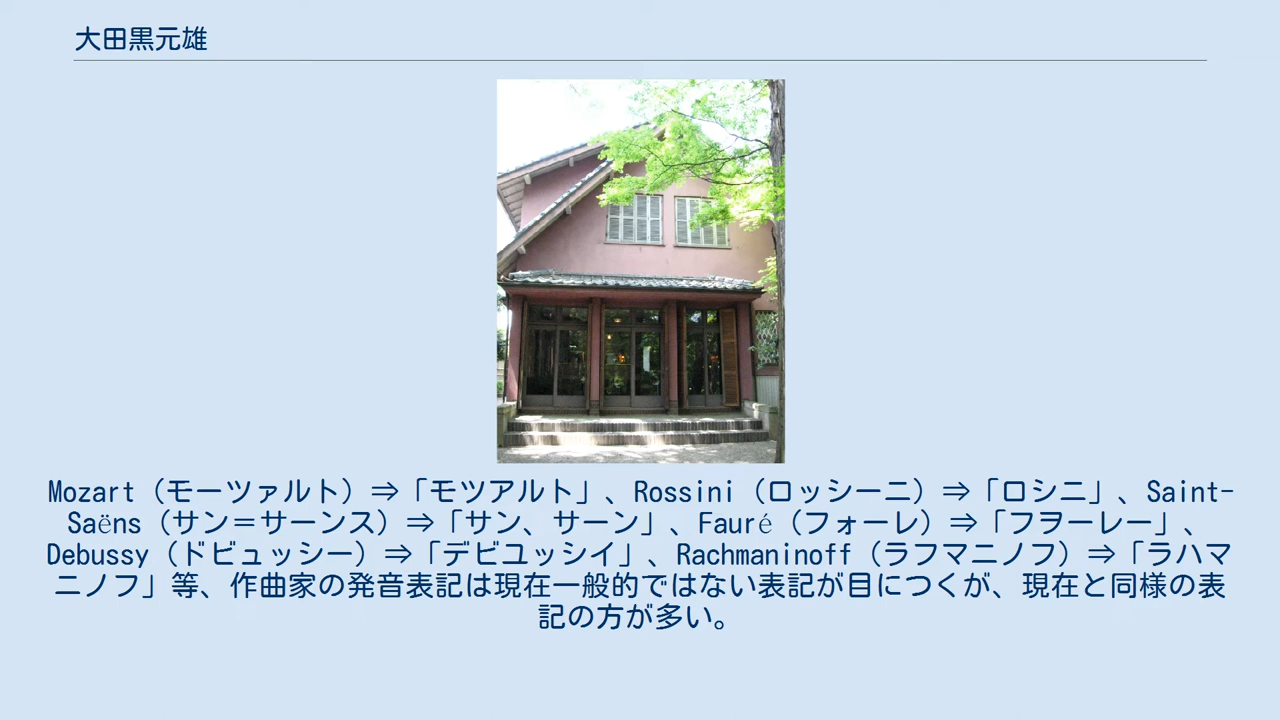 大田黒元雄
Mozart（モーツァルト）⇒「モツアルト」、Rossini（ロッシーニ）⇒「ロシニ」、Saint-
Saëns（サン＝サーンス）⇒「サン、サーン」、Fauré（フォーレ）⇒「フヲーレー」、
Debussy（ドビュッシー）⇒「デビユッシイ」、Rachmaninoff（ラフマニノフ）⇒「ラハマ
ニノフ」等、作曲家の発音表記は現在一般的ではない表記が目につくが、現在と同様の表
記の方が多い。